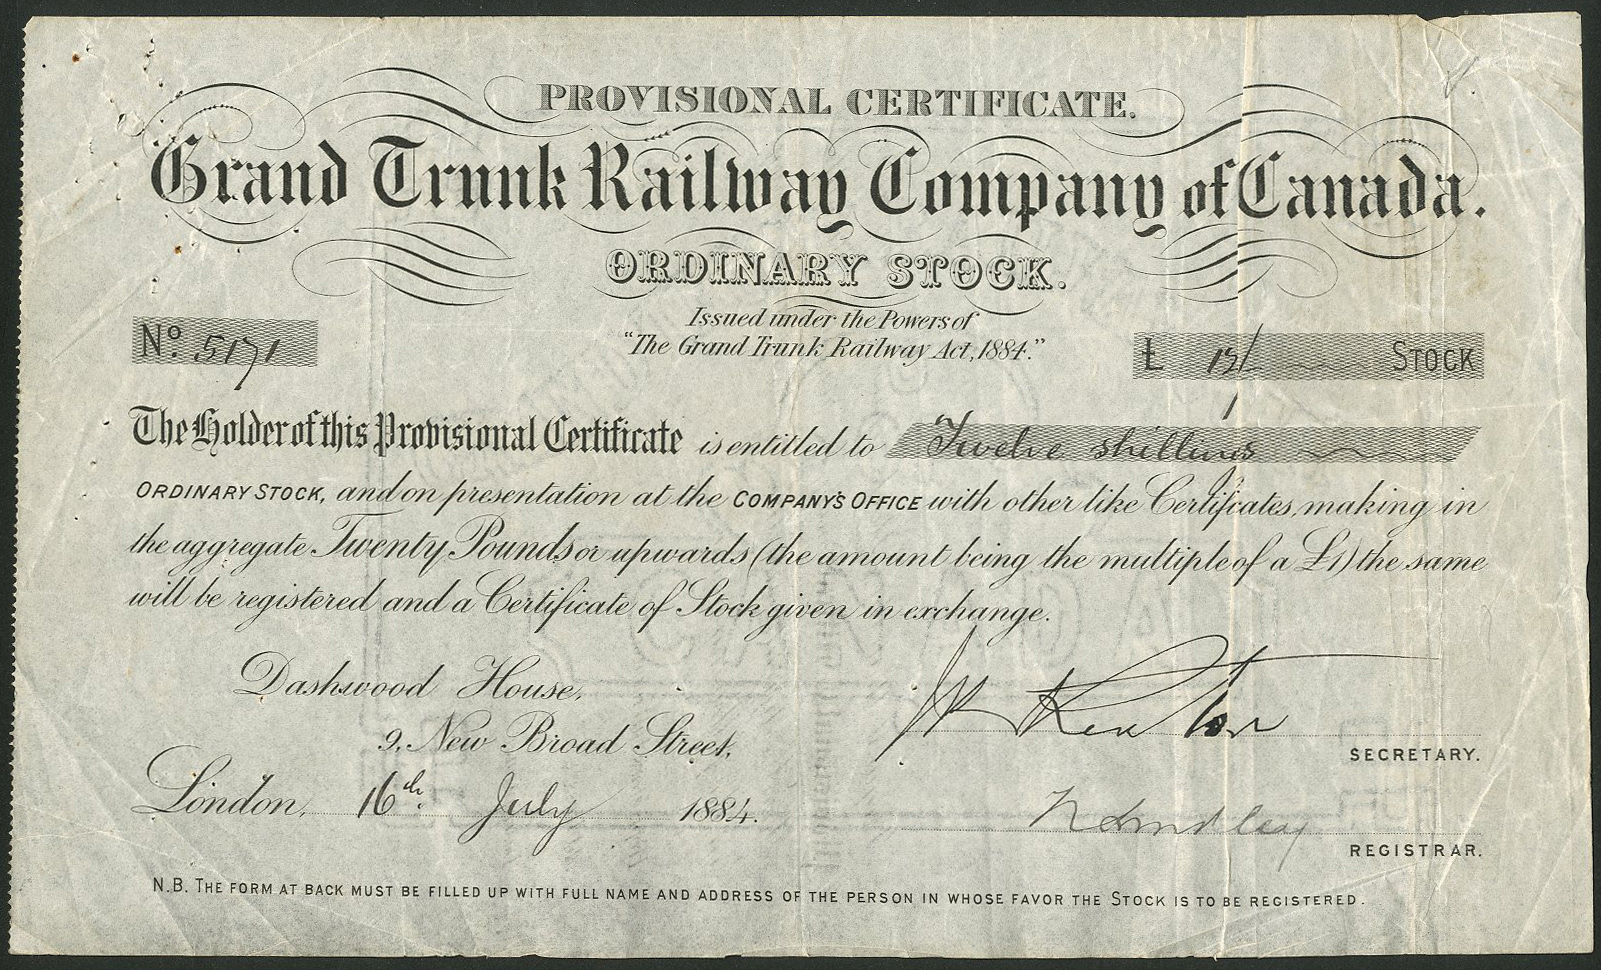 PROVISIONAL CERTIFICATE.
Grand Trunk Railway Company of Canada.
ORDINARY STOCK.
Issued under the Powers of
"The Grand Trunk Railway Act, 1884."
No. 5171
£ 12/ STOCK
The Holder of this Provisional Certificate is entitled to Twelve shillings
ORDINARY STOCK, and on presentation at the COMPANY'S OFFICE with other like Certificates, making in
the aggregate Twenty Pounds or upwards (the amount being the multiple of a £1) the same
will be registered and a Certificate of Stock given in exchange.
Dashwood House,
9, New Broad Street,
London, 16th July 1884.
SECRETARY.
REGISTRAR.
N.B. THE FORM AT BACK MUST BE FILLED UP WITH FULL NAME AND ADDRESS OF THE PERSON IN WHOSE FAVOR THE STOCK IS TO BE REGISTERED.